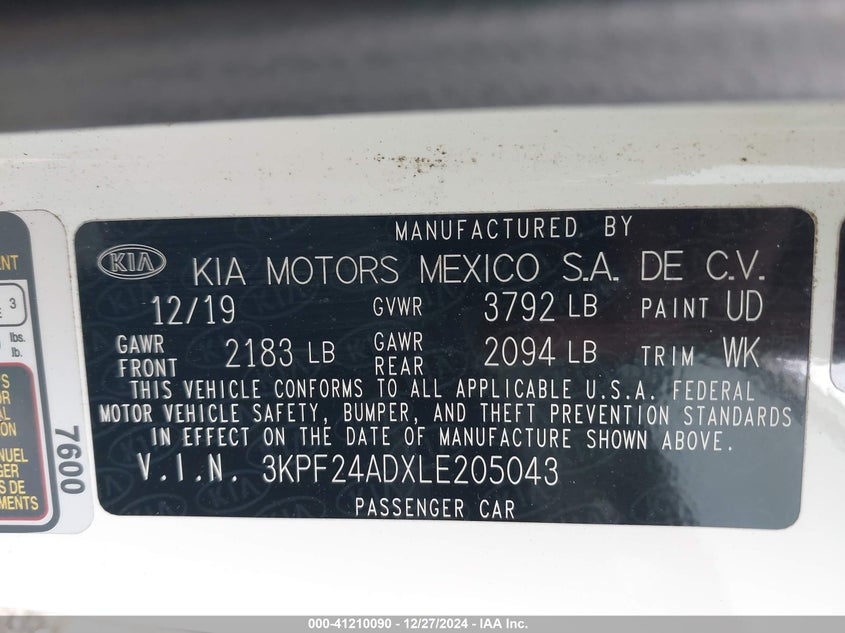 MANUFACTURED BY
KIA KIA MOTORS MEXICO S.A. DE C.V.
12/19 GVWR 3792 LB PAINT UD
GAWR FRONT 2183 LB GAWR REAR 2094 LB TRIM WK
THIS VEHICLE CONFORMS TO ALL APPLICABLE U.S.A. FEDERAL
MOTOR VEHICLE SAFETY, BUMPER, AND THEFT PREVENTION STANDARDS
IN EFFECT ON THE DATE OF MANUFACTURE SHOWN ABOVE.
V.I.N. 3KPF24ADXLE205043
PASSENGER CAR
7600
3
lbs.
lb.
000-41210090 - 12/27/2024 - IAA Inc.